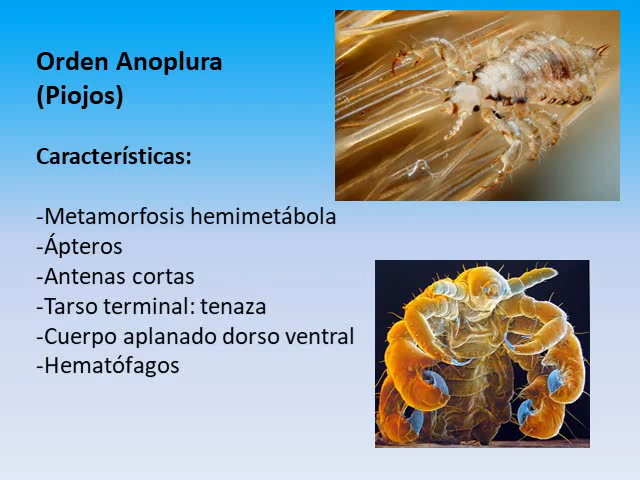 Orden Anoplura
(Piojos)
Características:
-Metamorfosis hemimetábola
-Ápteros
-Antenas cortas
-Tarso terminal: tenaza
-Cuerpo aplanado dorso ventral
-Hematófagos